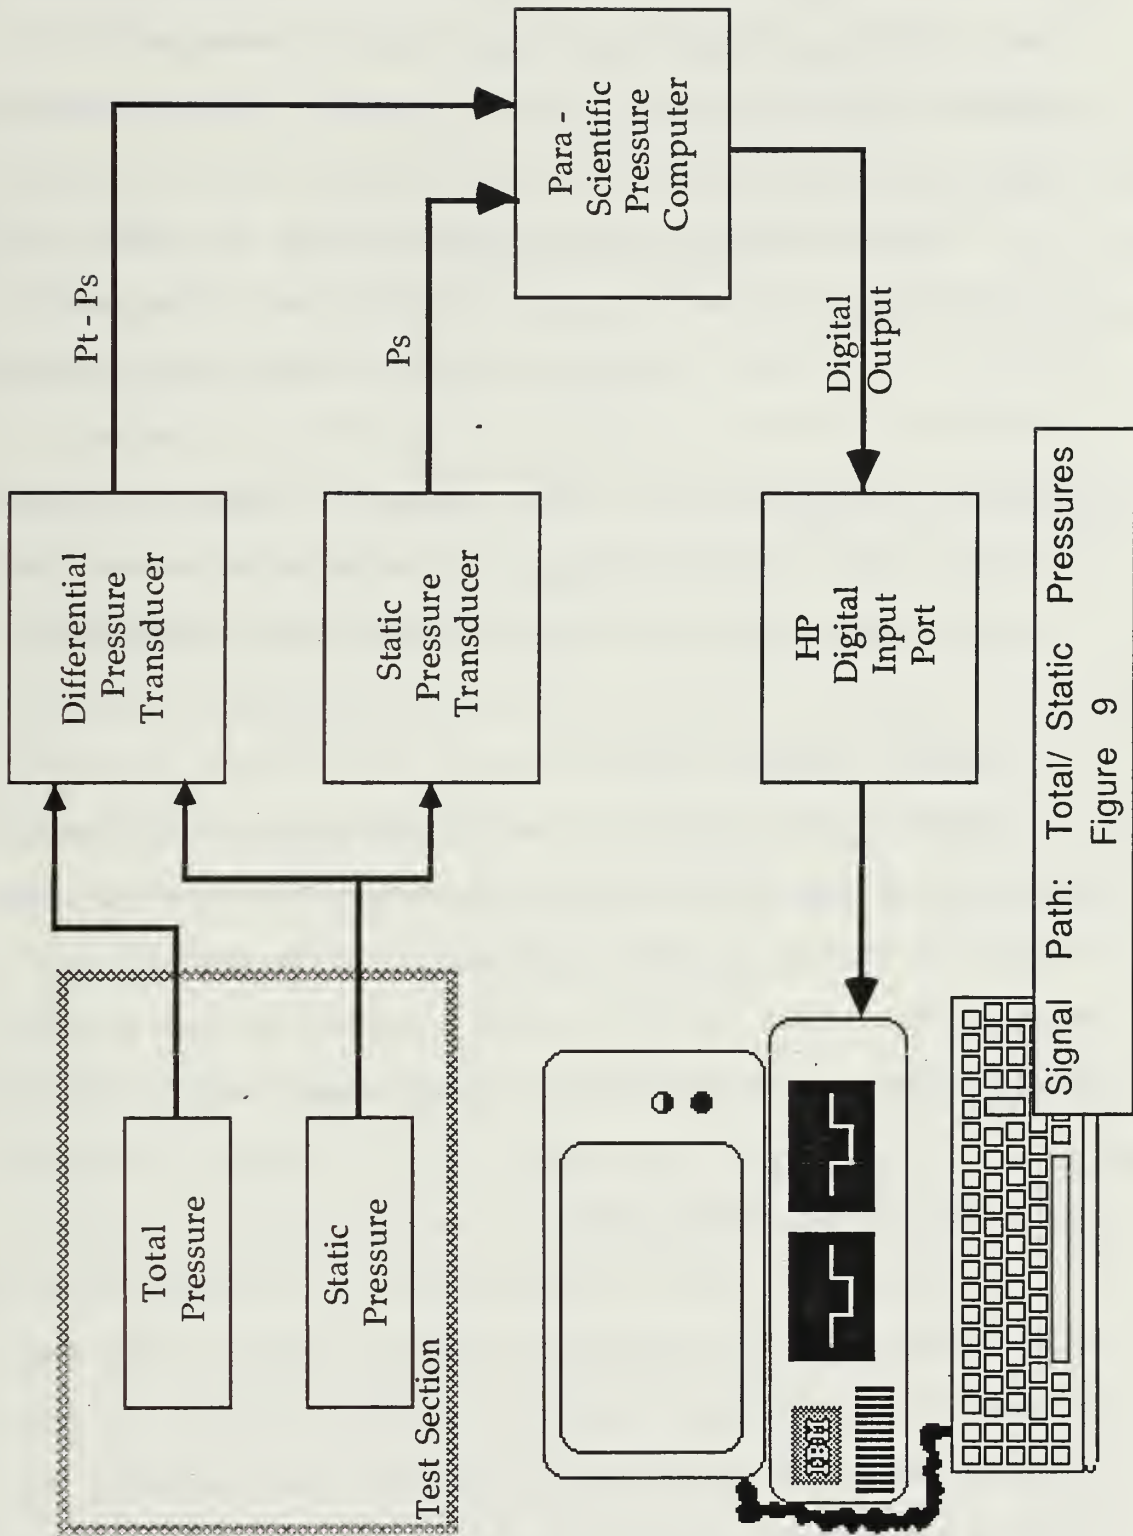 Total
Pressure
Static
Pressure
Test Section
Differential
Pressure
Transducer
Static
Pressure
Transducer
Pt - Ps
Ps
Para -
Scientific
Pressure
Computer
Digital
Output
HP
Digital
Input
Port
IBM
Signal Path: Total/ Static Pressures
Figure 9